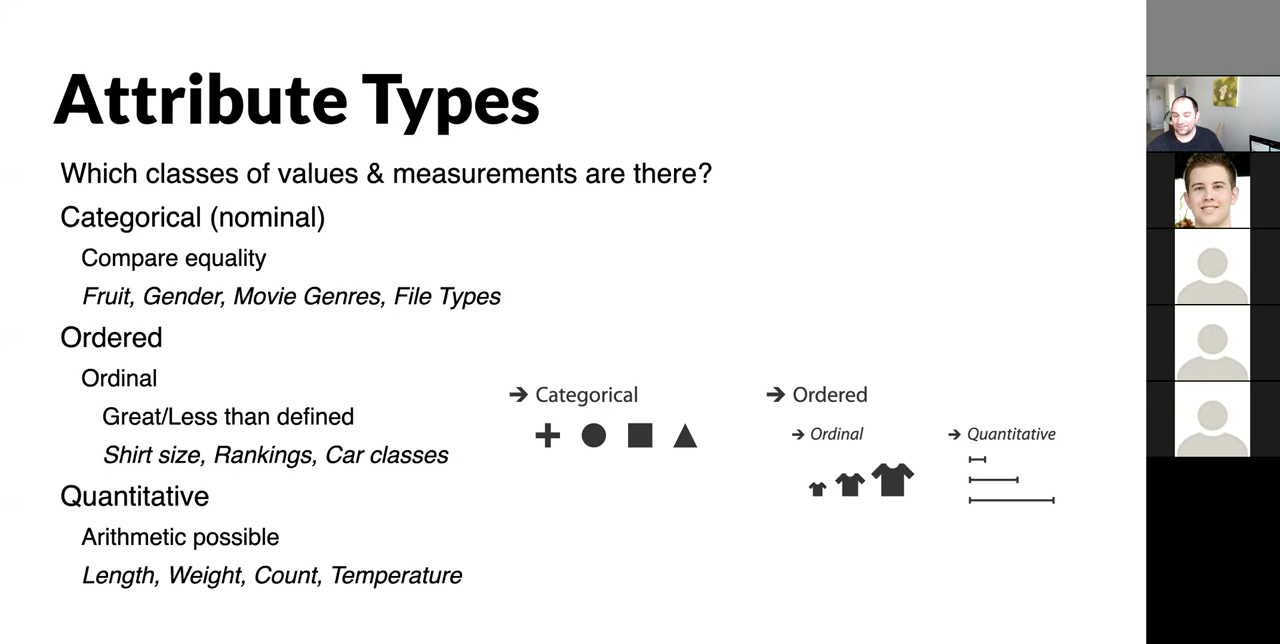 Attribute Types
Which classes of values & measurements are there?
Categorical (nominal)
Compare equality
Fruit, Gender, Movie Genres, File Types
Ordered
Ordinal
Great/Less than defined
Shirt size, Rankings, Car classes
Quantitative
Arithmetic possible
Length, Weight, Count, Temperature
→ Categorical
→ Ordered
→ Ordinal
→ Quantitative